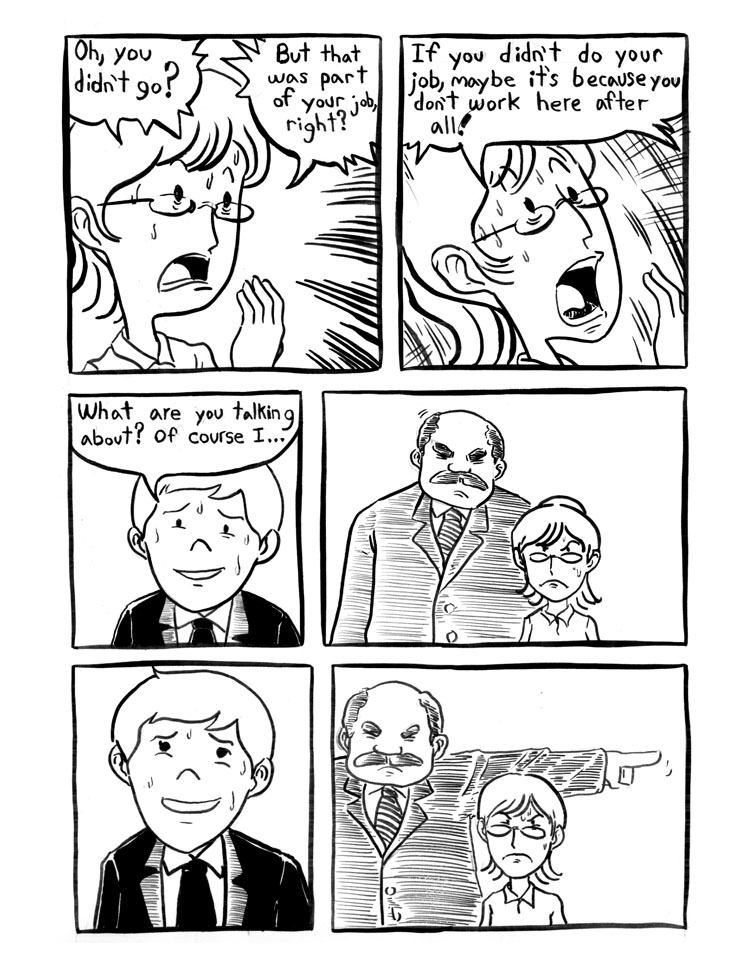 Oh, you
didn't go?
But that
was part
of your job,
right?
If you didn't do your
job, maybe it's because you
don't work here after
all!
What are you talking
about? Of course I...